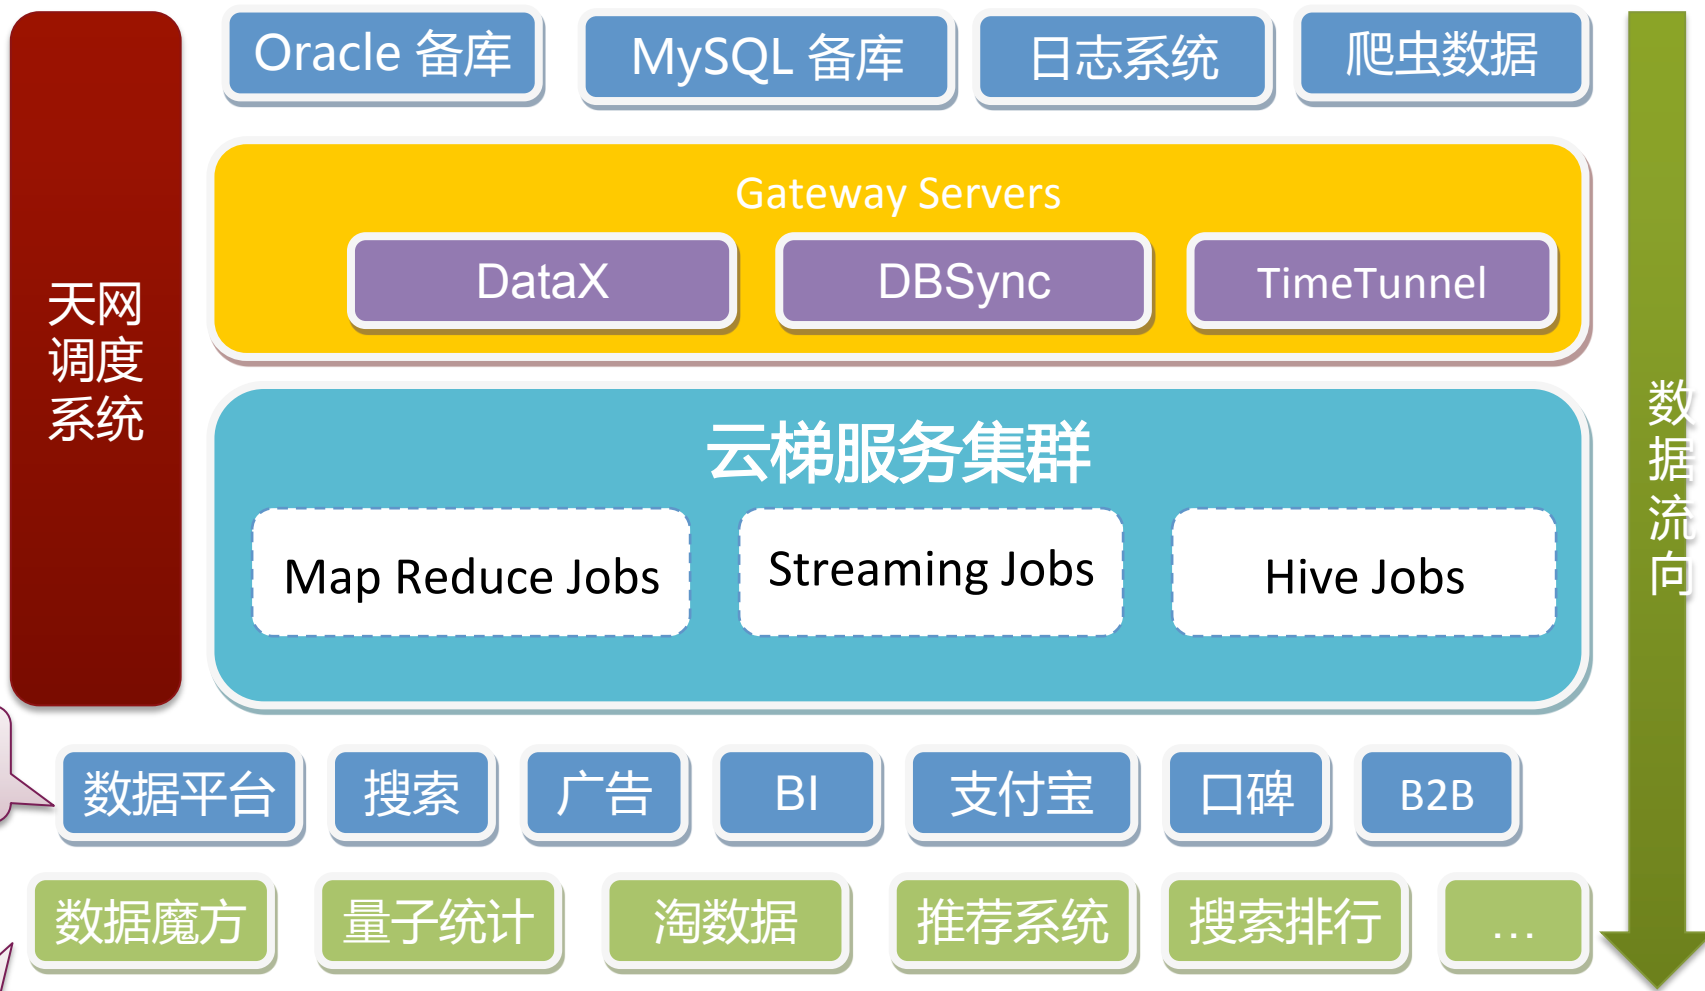 Oracle 备库
MySQL 备库
日志系统
爬虫数据
天网
调度
系统
Gateway Servers
DataX
DBSync
TimeTunnel
云梯服务集群
Map Reduce Jobs
Streaming Jobs
Hive Jobs
数
据
流
向
数据平台
搜索
广告
BI
支付宝
口碑
B2B
数据魔方
量子统计
淘数据
推荐系统
搜索排行
…